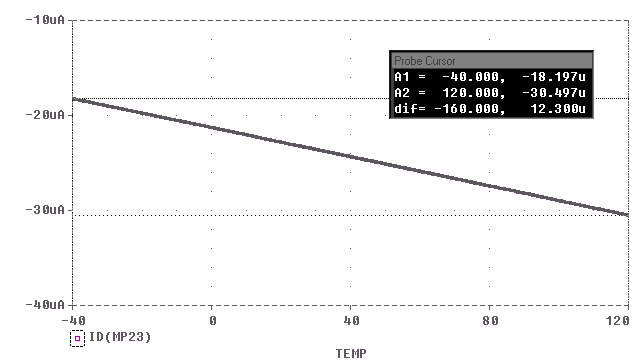 -10uA
Probe Cursor
A1 = -40.000, -18.197u
A2 = 120.000, -30.497u
dif= -160.000, 12.300u
-20uA
-30uA
-40uA
-40 0 40 80 120
ID(MP23)
TEMP